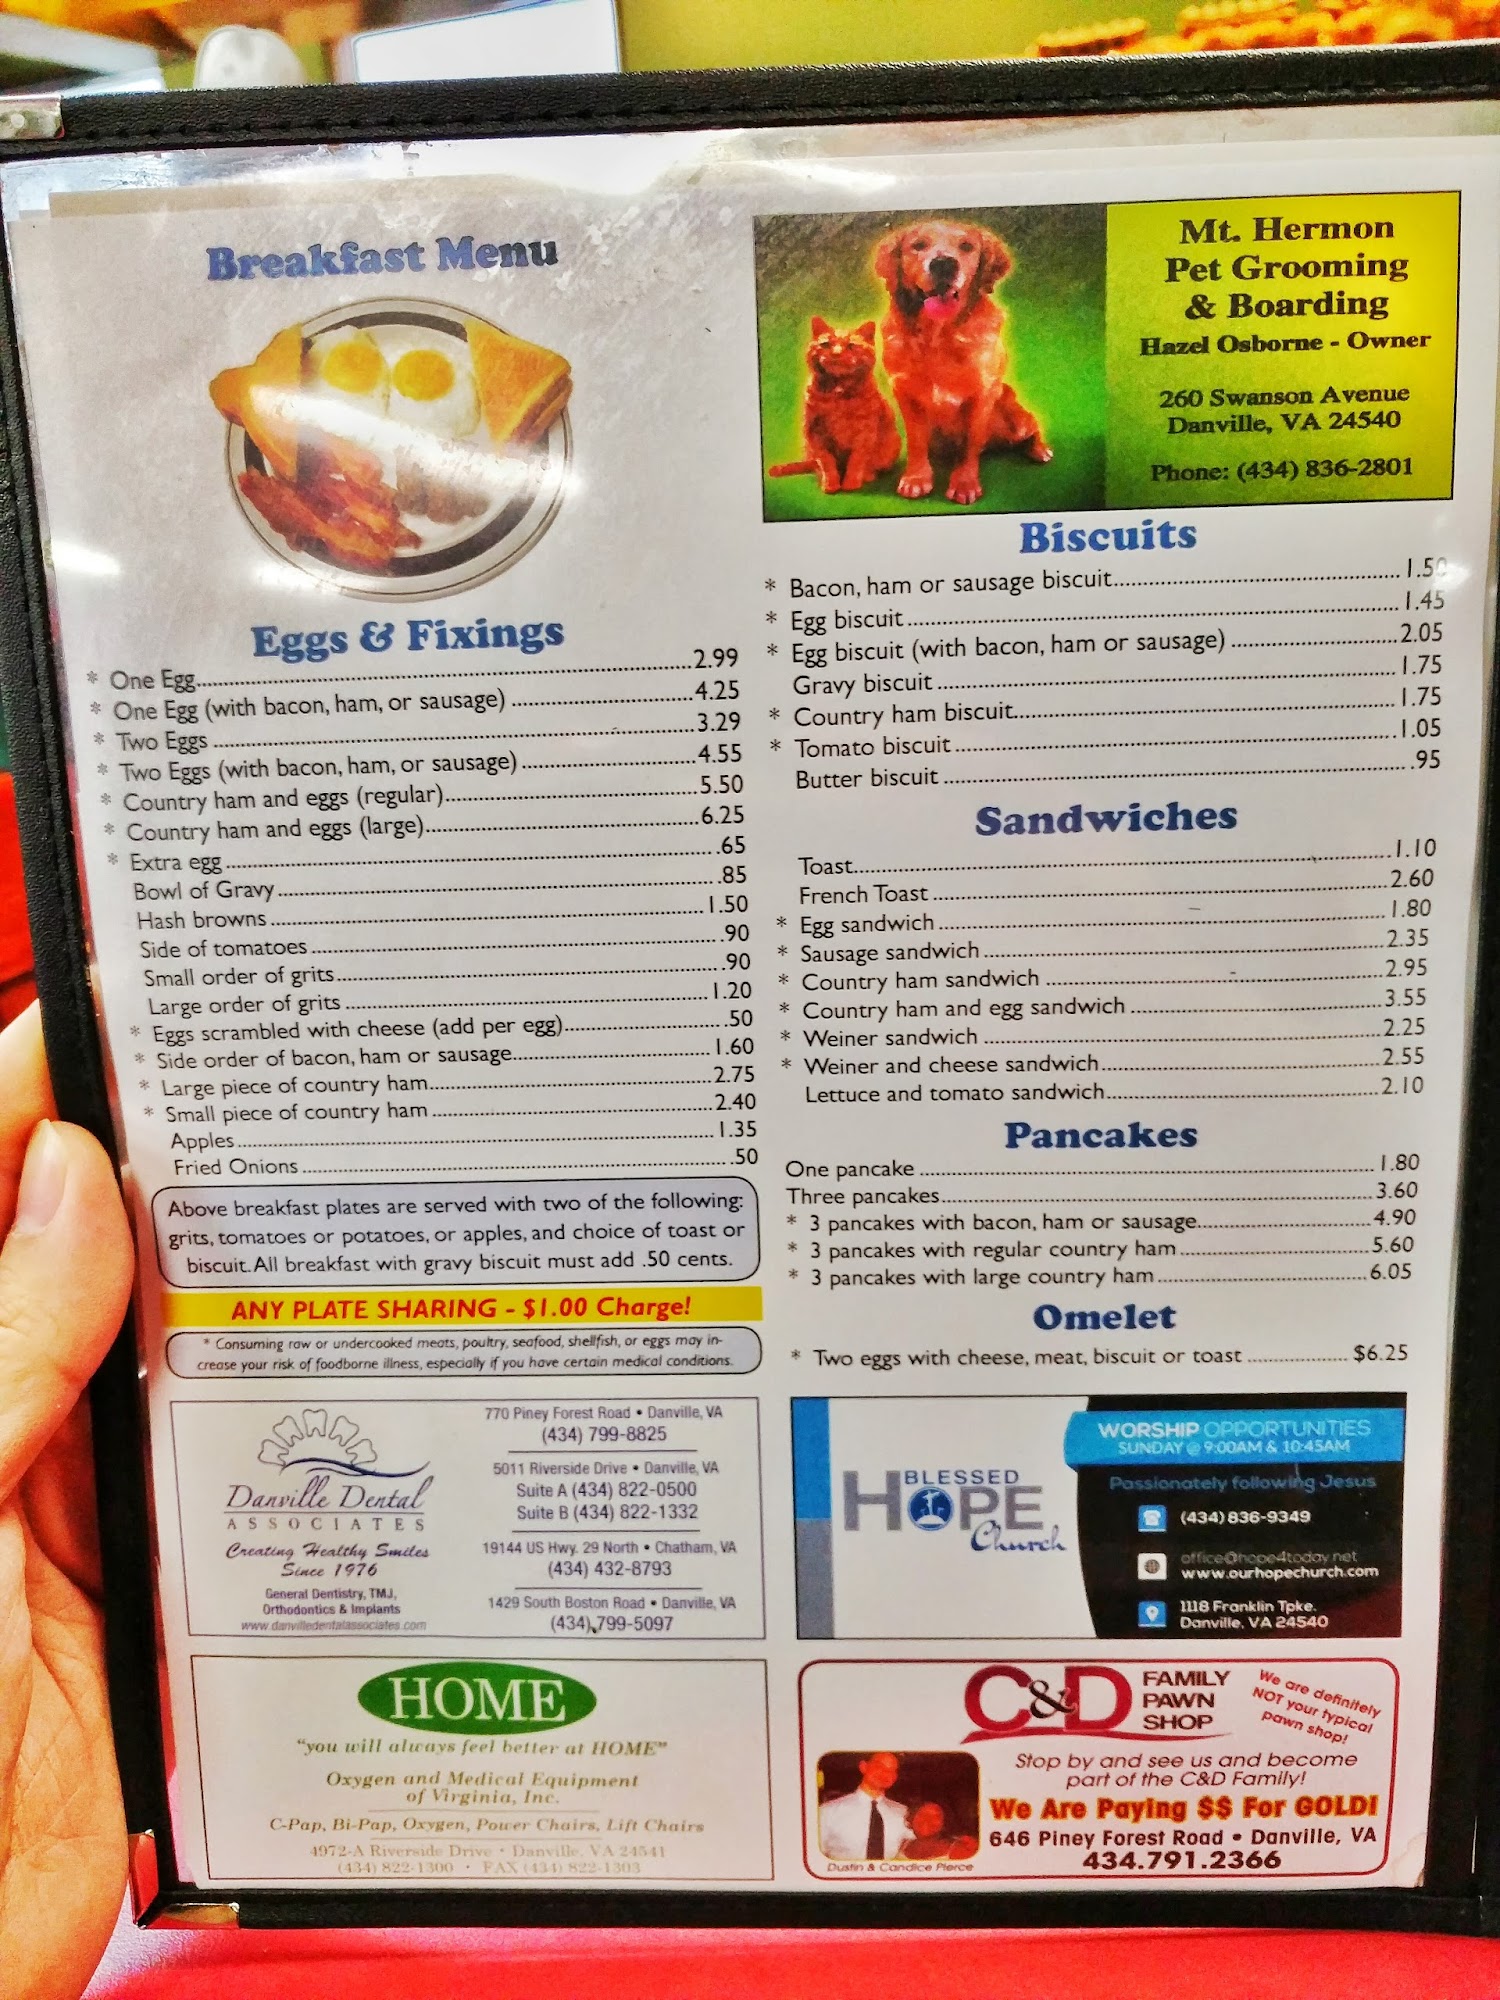 Breakfast Menu
Eggs & Fixings
* One Egg 2.99
* One Egg (with bacon, ham, or sausage) 4.25
* Two Eggs 3.29
* Two Eggs (with bacon, ham, or sausage) 4.55
* Country ham and eggs (regular) 5.50
* Country ham and eggs (large) 6.25
* Extra egg .65
Bowl of Gravy .85
Hash browns 1.50
Side of tomatoes .90
Small order of grits .90
Large order of grits 1.20
* Eggs scrambled with cheese (add per egg) .50
* Side order of bacon, ham or sausage 1.60
* Large piece of country ham 2.75
* Small piece of country ham 2.40
Apples 1.35
Fried Onions .50
Above breakfast plates are served with two of the following:
grits, tomatoes or potatoes, or apples, and choice of toast or
biscuit. All breakfast with gravy biscuit must add .50 cents.
ANY PLATE SHARING - $1.00 Charge!
* Consuming raw or undercooked meats, poultry, seafood, shellfish, or eggs may in-
crease your risk of foodborne illness, especially if you have certain medical conditions.
Mt. Hermon
Pet Grooming
& Boarding
Hazel Osborne - Owner
260 Swanson Avenue
Danville, VA 24540
Phone: (434) 836-2801
Biscuits
* Bacon, ham or sausage biscuit 1.50
* Egg biscuit 1.45
* Egg biscuit (with bacon, ham or sausage) 2.05
Gravy biscuit 1.75
* Country ham biscuit 1.75
* Tomato biscuit 1.05
Butter biscuit .95
Sandwiches
Toast 1.10
French Toast 2.60
* Egg sandwich 1.80
* Sausage sandwich 2.35
* Country ham sandwich 2.95
* Country ham and egg sandwich 3.55
* Weiner sandwich 2.25
* Weiner and cheese sandwich 2.55
Lettuce and tomato sandwich 2.10
Pancakes
One pancake 1.80
Three pancakes 3.60
* 3 pancakes with bacon, ham or sausage 4.90
* 3 pancakes with regular country ham 5.60
* 3 pancakes with large country ham 6.05
Omelet
* Two eggs with cheese, meat, biscuit or toast $6.25
Danville Dental
ASSOCIATES
Creating Healthy Smiles
Since 1976
General Dentistry, TMJ,
Orthodontics & Implants
www.danvilledentalassociates.com
770 Piney Forest Road • Danville, VA
(434) 799-8825
5011 Riverside Drive • Danville, VA
Suite A (434) 822-0500
Suite B (434) 822-1332
19144 US Hwy. 29 North • Chatham, VA
(434) 432-8793
1429 South Boston Road • Danville, VA
(434) 799-5097
BLESSED
HOPE
Church
WORSHIP OPPORTUNITIES
SUNDAY @ 9:00AM & 10:45AM
Passionately following Jesus
(434) 836-9349
office@hope4today.net
www.ourhopechurch.com
1118 Franklin Tpke.
Danville, VA 24540
HOME
"you will always feel better at HOME"
Oxygen and Medical Equipment
of Virginia, Inc.
C-Pap, Bi-Pap, Oxygen, Power Chairs, Lift Chairs
4972-A Riverside Drive • Danville, VA 24541
(434) 822-1300 • FAX (434) 822-1303
C&D
FAMILY
PAWN
SHOP
We are definitely
NOT your typical
pawn shop!
Stop by and see us and become
part of the C&D Family!
We Are Paying $$ For GOLD!
646 Piney Forest Road • Danville, VA
434.791.2366
Dustin & Candice Pierce